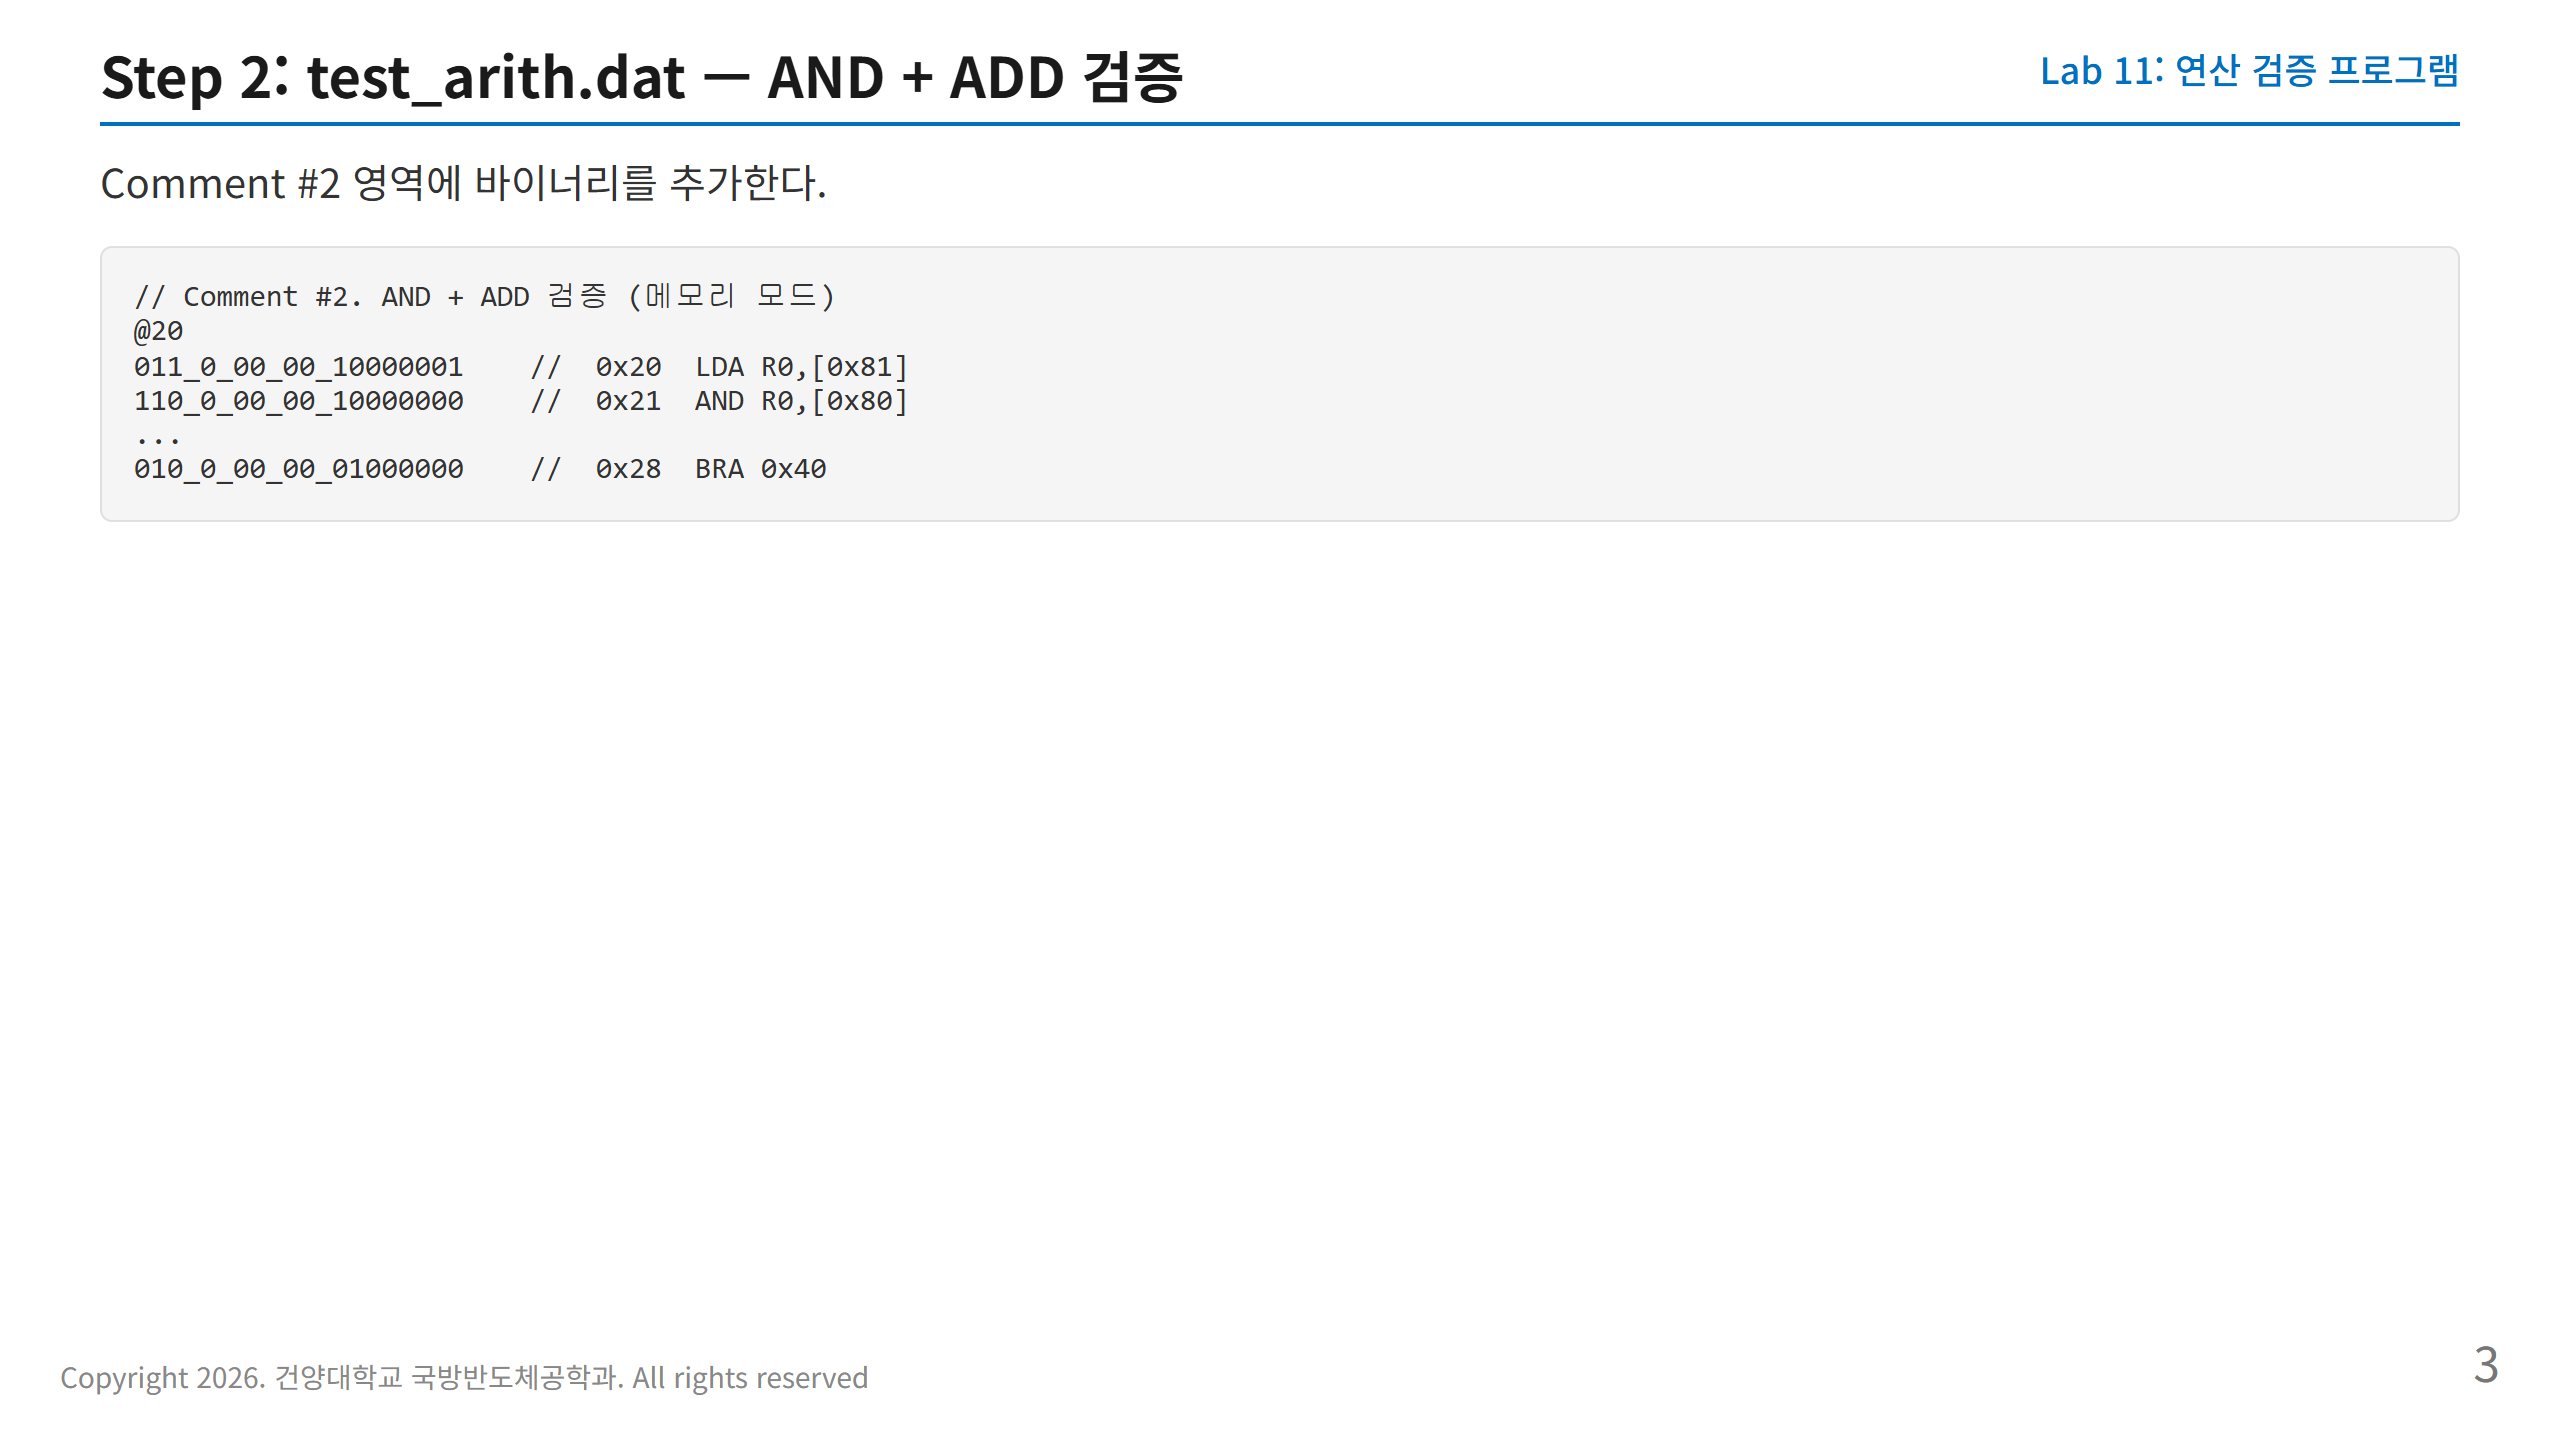 Step 2: test_arith.dat — AND + ADD 검증
Lab 11: 연산 검증 프로그램
Comment #2 영역에 바이너리를 추가한다.
// Comment #2. AND + ADD 검증 (메모리 모드)
@20
011_0_00_00_10000001    //  0x20  LDA R0,[0x81]
110_0_00_00_10000000    //  0x21  AND R0,[0x80]
...
010_0_00_00_01000000    //  0x28  BRA 0x40
Copyright 2026. 건양대학교 국방반도체공학과. All rights reserved
3